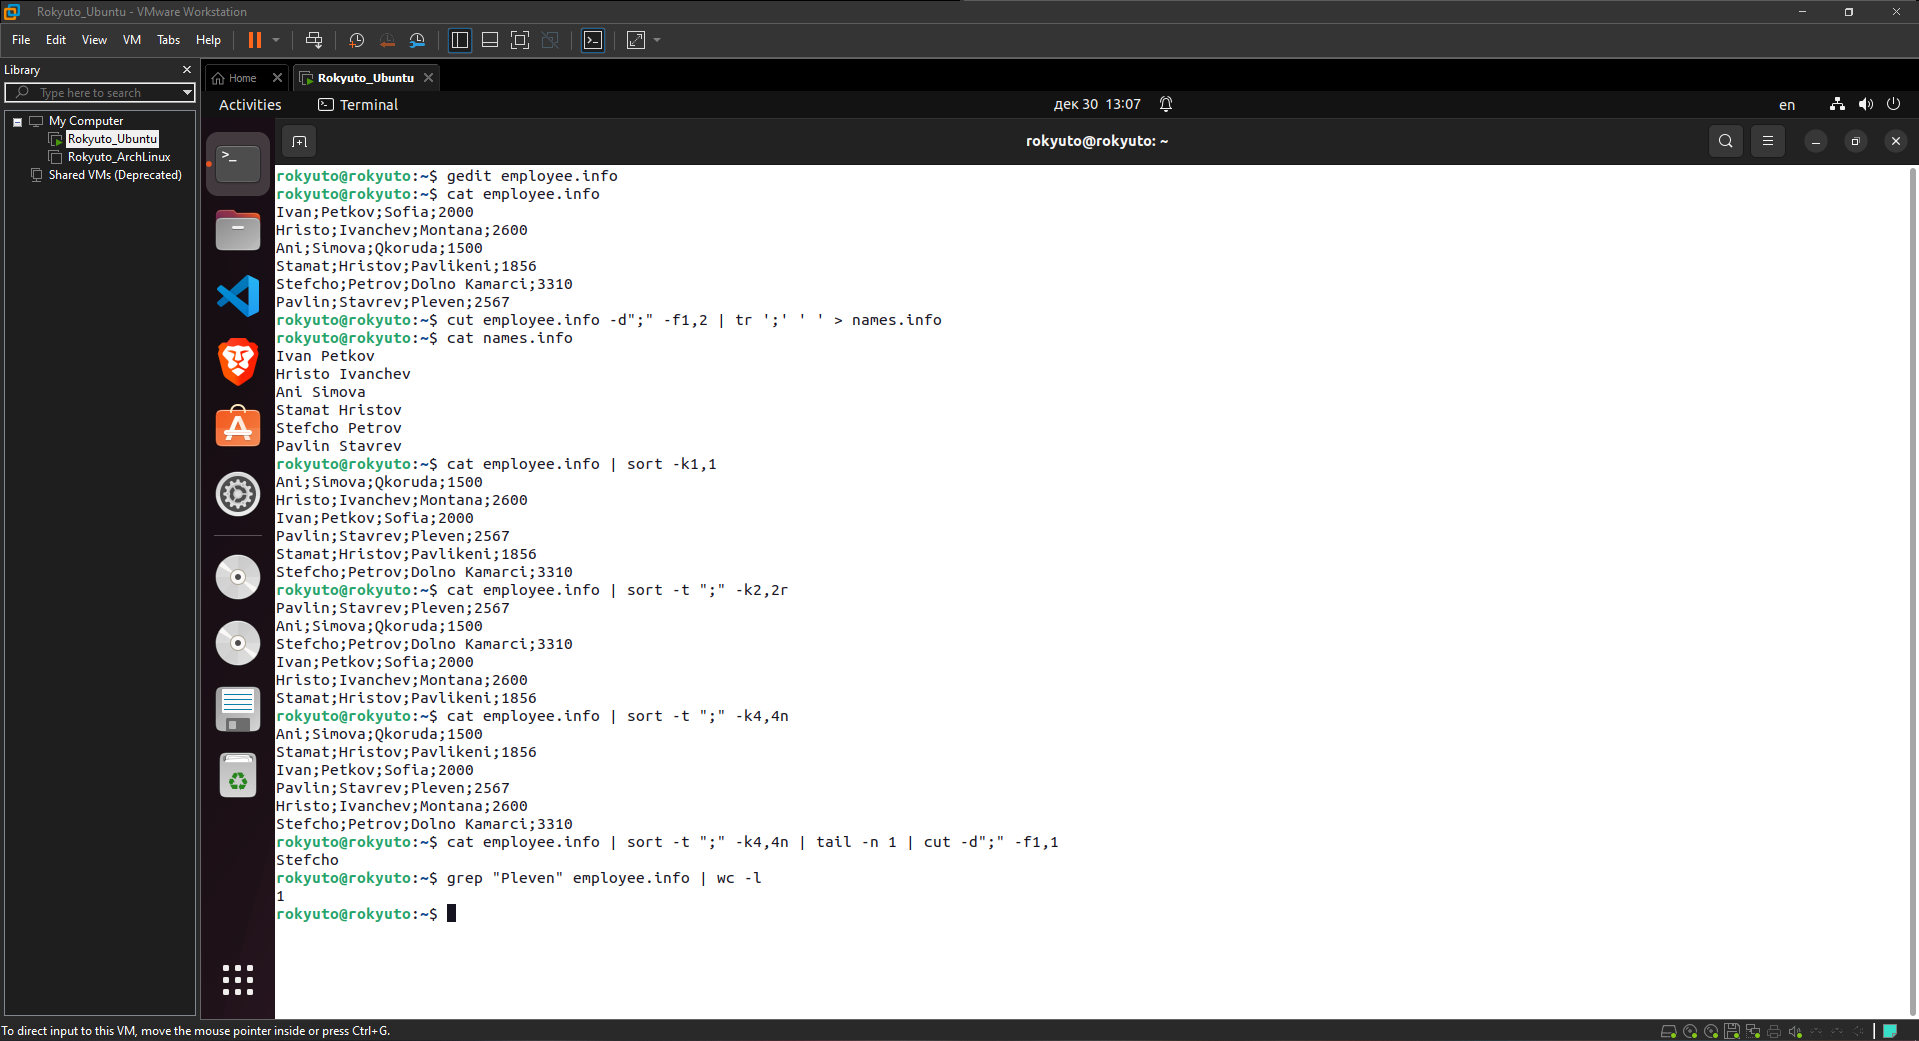 Rokyuto_Ubuntu - VMware Workstation
File Edit View VM Tabs Help
Library
Type here to search
My Computer
Rokyuto_Ubuntu
Rokyuto_ArchLinux
Shared VMs (Deprecated)
Home
Rokyuto_Ubuntu
Activities Terminal дек 30 13:07 en
rokyuto@rokyuto: ~
rokyuto@rokyuto:~$ gedit employee.info
rokyuto@rokyuto:~$ cat employee.info
Ivan;Petkov;Sofia;2000
Hristo;Ivanchev;Montana;2600
Ani;Simova;Qkoruda;1500
Stamat;Hristov;Pavlikeni;1856
Stefcho;Petrov;Dolno Kamarci;3310
Pavlin;Stavrev;Pleven;2567
rokyuto@rokyuto:~$ cut employee.info -d";" -f1,2 | tr ';' ' ' > names.info
rokyuto@rokyuto:~$ cat names.info
Ivan Petkov
Hristo Ivanchev
Ani Simova
Stamat Hristov
Stefcho Petrov
Pavlin Stavrev
rokyuto@rokyuto:~$ cat employee.info | sort -k1,1
Ani;Simova;Qkoruda;1500
Hristo;Ivanchev;Montana;2600
Ivan;Petkov;Sofia;2000
Pavlin;Stavrev;Pleven;2567
Stamat;Hristov;Pavlikeni;1856
Stefcho;Petrov;Dolno Kamarci;3310
rokyuto@rokyuto:~$ cat employee.info | sort -t ";" -k2,2r
Pavlin;Stavrev;Pleven;2567
Ani;Simova;Qkoruda;1500
Stefcho;Petrov;Dolno Kamarci;3310
Ivan;Petkov;Sofia;2000
Hristo;Ivanchev;Montana;2600
Stamat;Hristov;Pavlikeni;1856
rokyuto@rokyuto:~$ cat employee.info | sort -t ";" -k4,4n
Ani;Simova;Qkoruda;1500
Stamat;Hristov;Pavlikeni;1856
Ivan;Petkov;Sofia;2000
Pavlin;Stavrev;Pleven;2567
Hristo;Ivanchev;Montana;2600
Stefcho;Petrov;Dolno Kamarci;3310
rokyuto@rokyuto:~$ cat employee.info | sort -t ";" -k4,4n | tail -n 1 | cut -d";" -f1,1
Stefcho
rokyuto@rokyuto:~$ grep "Pleven" employee.info | wc -l
1
rokyuto@rokyuto:~$
To direct input to this VM, move the mouse pointer inside or press Ctrl+G.